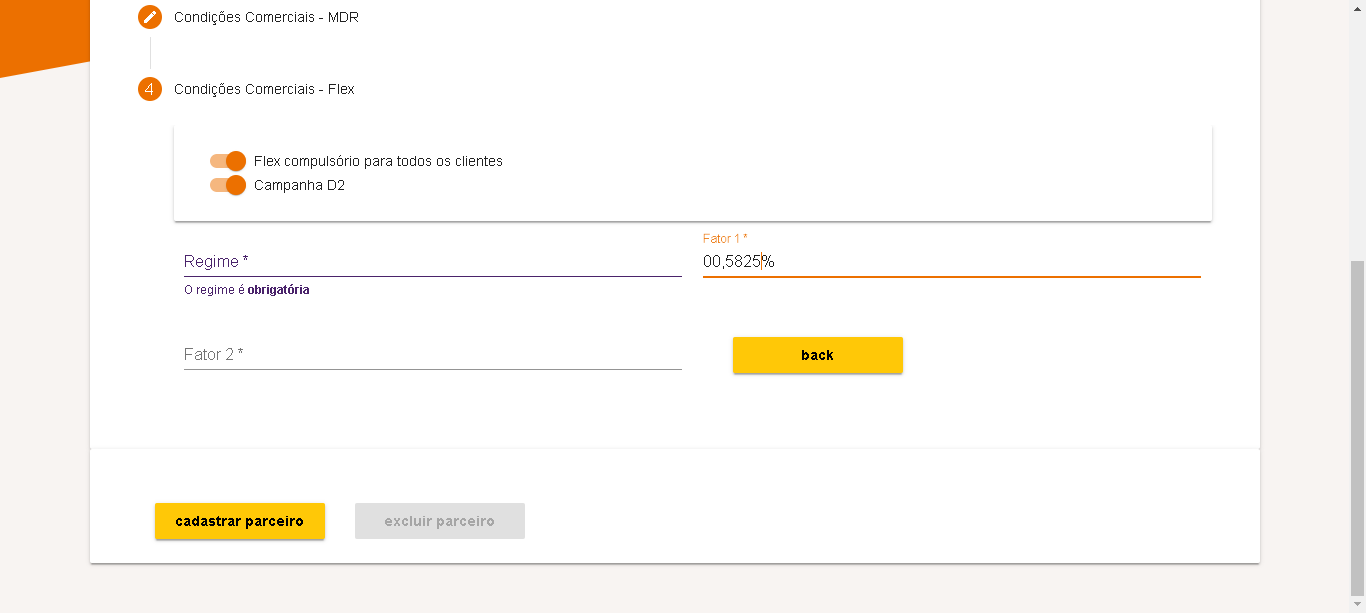 Condições Comerciais - MDR
4
Condições Comerciais - Flex
Flex compulsório para todos os clientes
Campanha D2
Fator 1 *
Regime *
00,5825%
O regime é obrigatória
Fator 2 *
back
cadastrar parceiro
excluir parceiro